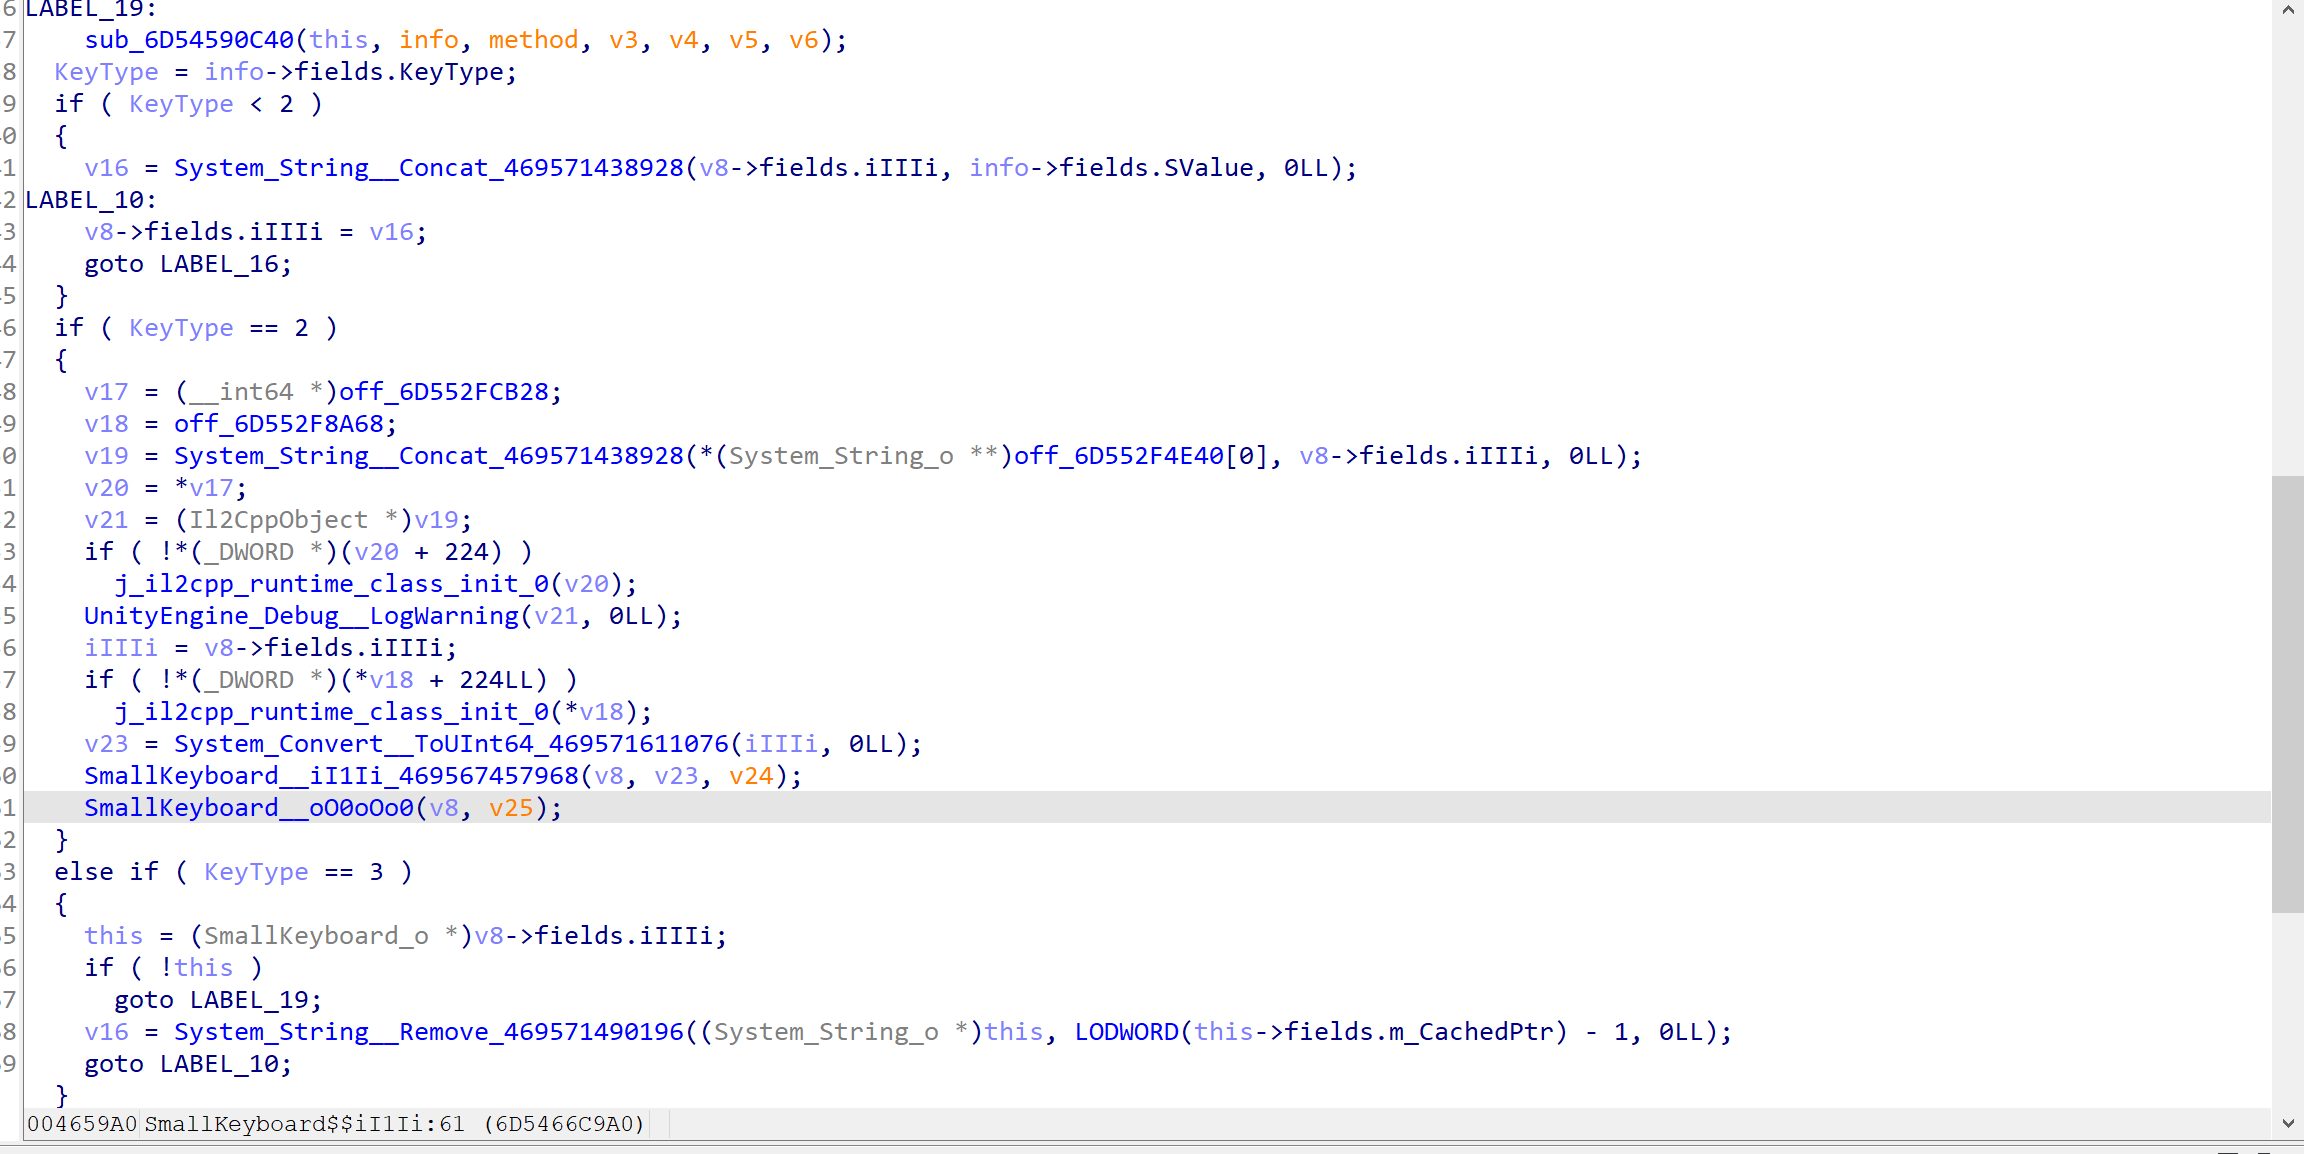 6 LABEL_19:
7 sub_6D54590C40(this, info, method, v3, v4, v5, v6);
8 KeyType = info->fields.KeyType;
9 if ( KeyType < 2 )
0 {
1 v16 = System_String__Concat_469571438928(v8->fields.iIIIi, info->fields.SValue, 0LL);
2 LABEL_10:
3 v8->fields.iIIIi = v16;
4 goto LABEL_16;
5 }
6 if ( KeyType == 2 )
7 {
8 v17 = (__int64 *)off_6D552FCB28;
9 v18 = off_6D552F8A68;
0 v19 = System_String__Concat_469571438928(*(System_String_o **)off_6D552F4E40[0], v8->fields.iIIIi, 0LL);
1 v20 = *v17;
2 v21 = (Il2CppObject *)v19;
3 if ( !*(_DWORD *)(v20 + 224) )
4 j_il2cpp_runtime_class_init_0(v20);
5 UnityEngine_Debug__LogWarning(v21, 0LL);
6 iIIIi = v8->fields.iIIIi;
7 if ( !*(_DWORD *)(*v18 + 224LL) )
8 j_il2cpp_runtime_class_init_0(*v18);
9 v23 = System_Convert__ToUInt64_469571611076(iIIIi, 0LL);
0 SmallKeyboard__iI1Ii_469567457968(v8, v23, v24);
1 SmallKeyboard__oO0oOo0(v8, v25);
2 }
3 else if ( KeyType == 3 )
4 {
5 this = (SmallKeyboard_o *)v8->fields.iIIIi;
6 if ( !this )
7 goto LABEL_19;
8 v16 = System_String__Remove_469571490196((System_String_o *)this, LODWORD(this->fields.m_CachedPtr) - 1, 0LL);
9 goto LABEL_10;
}
004659A0 SmallKeyboard$$iI1Ii:61 (6D5466C9A0)